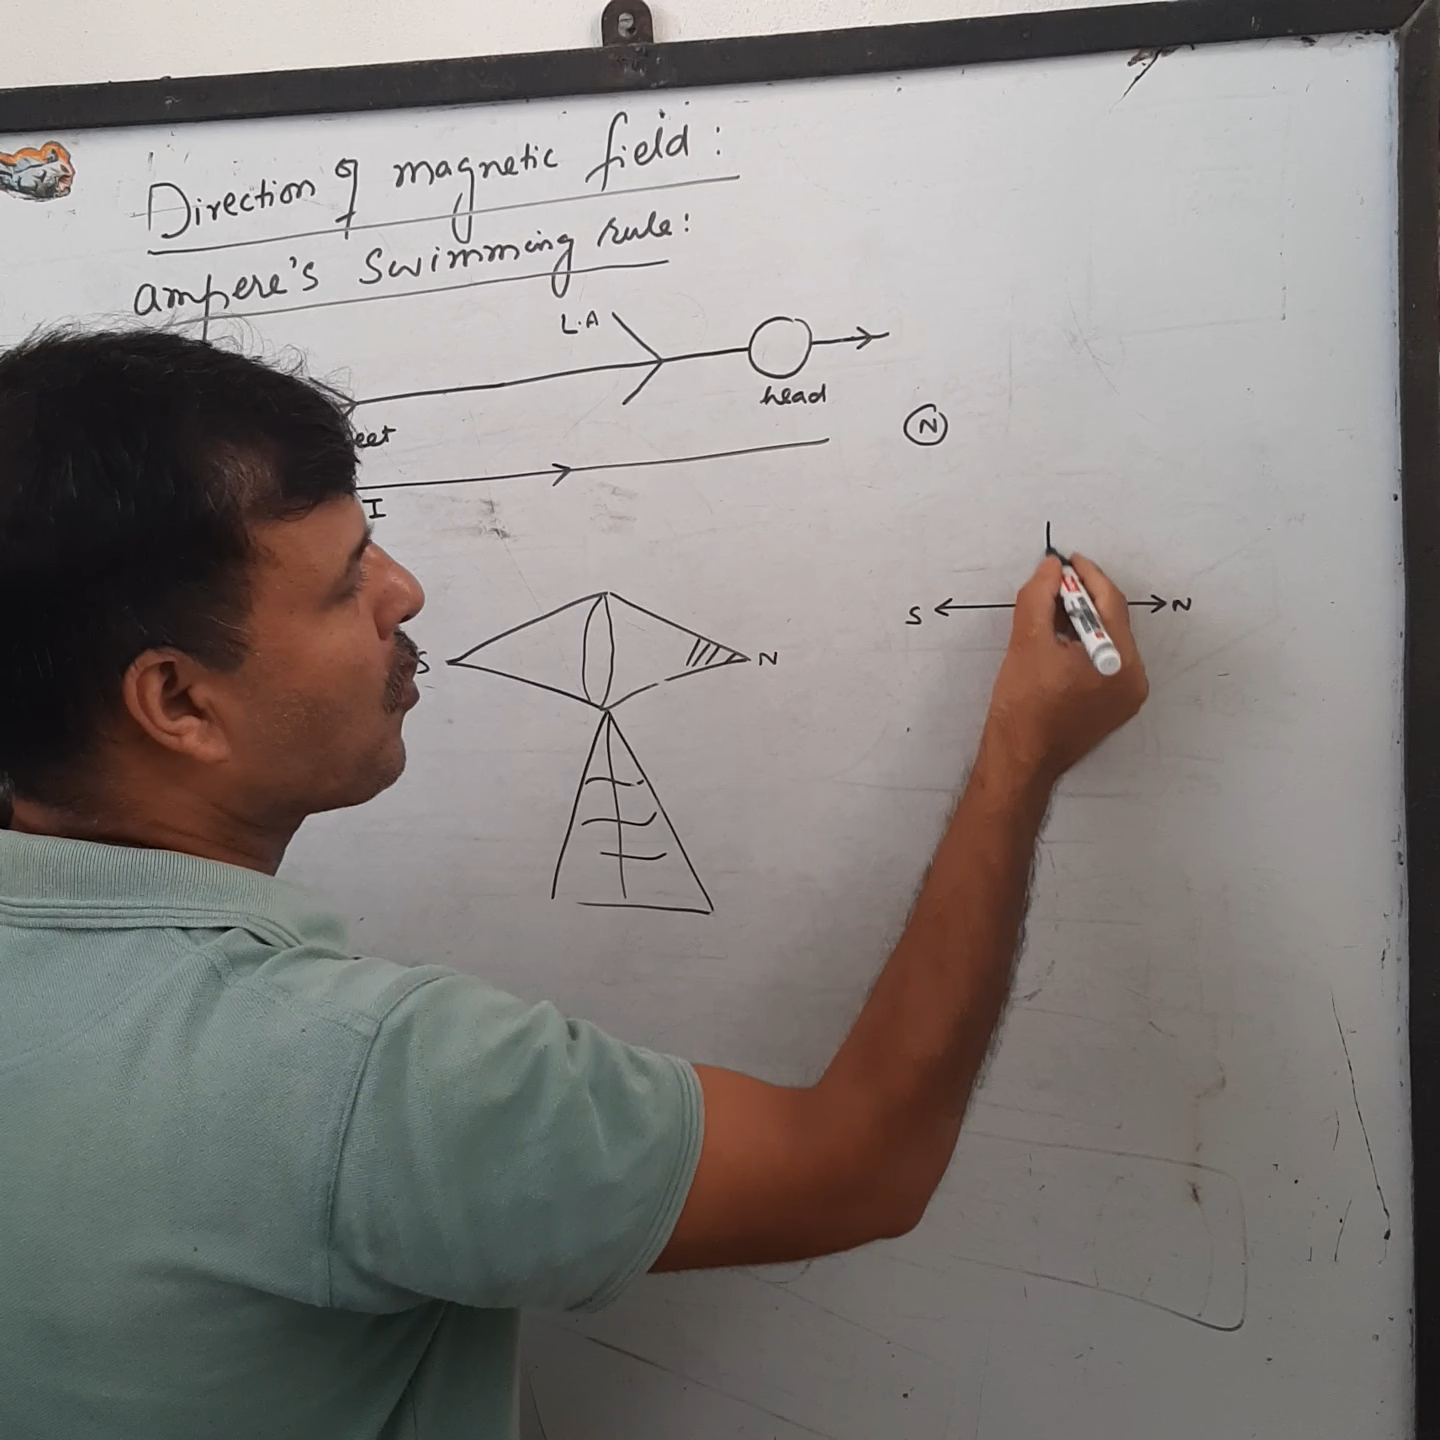 Direction of magnetic field:
ampere's Swimming rule:
L.A
head
eet
N
I
S N
S N